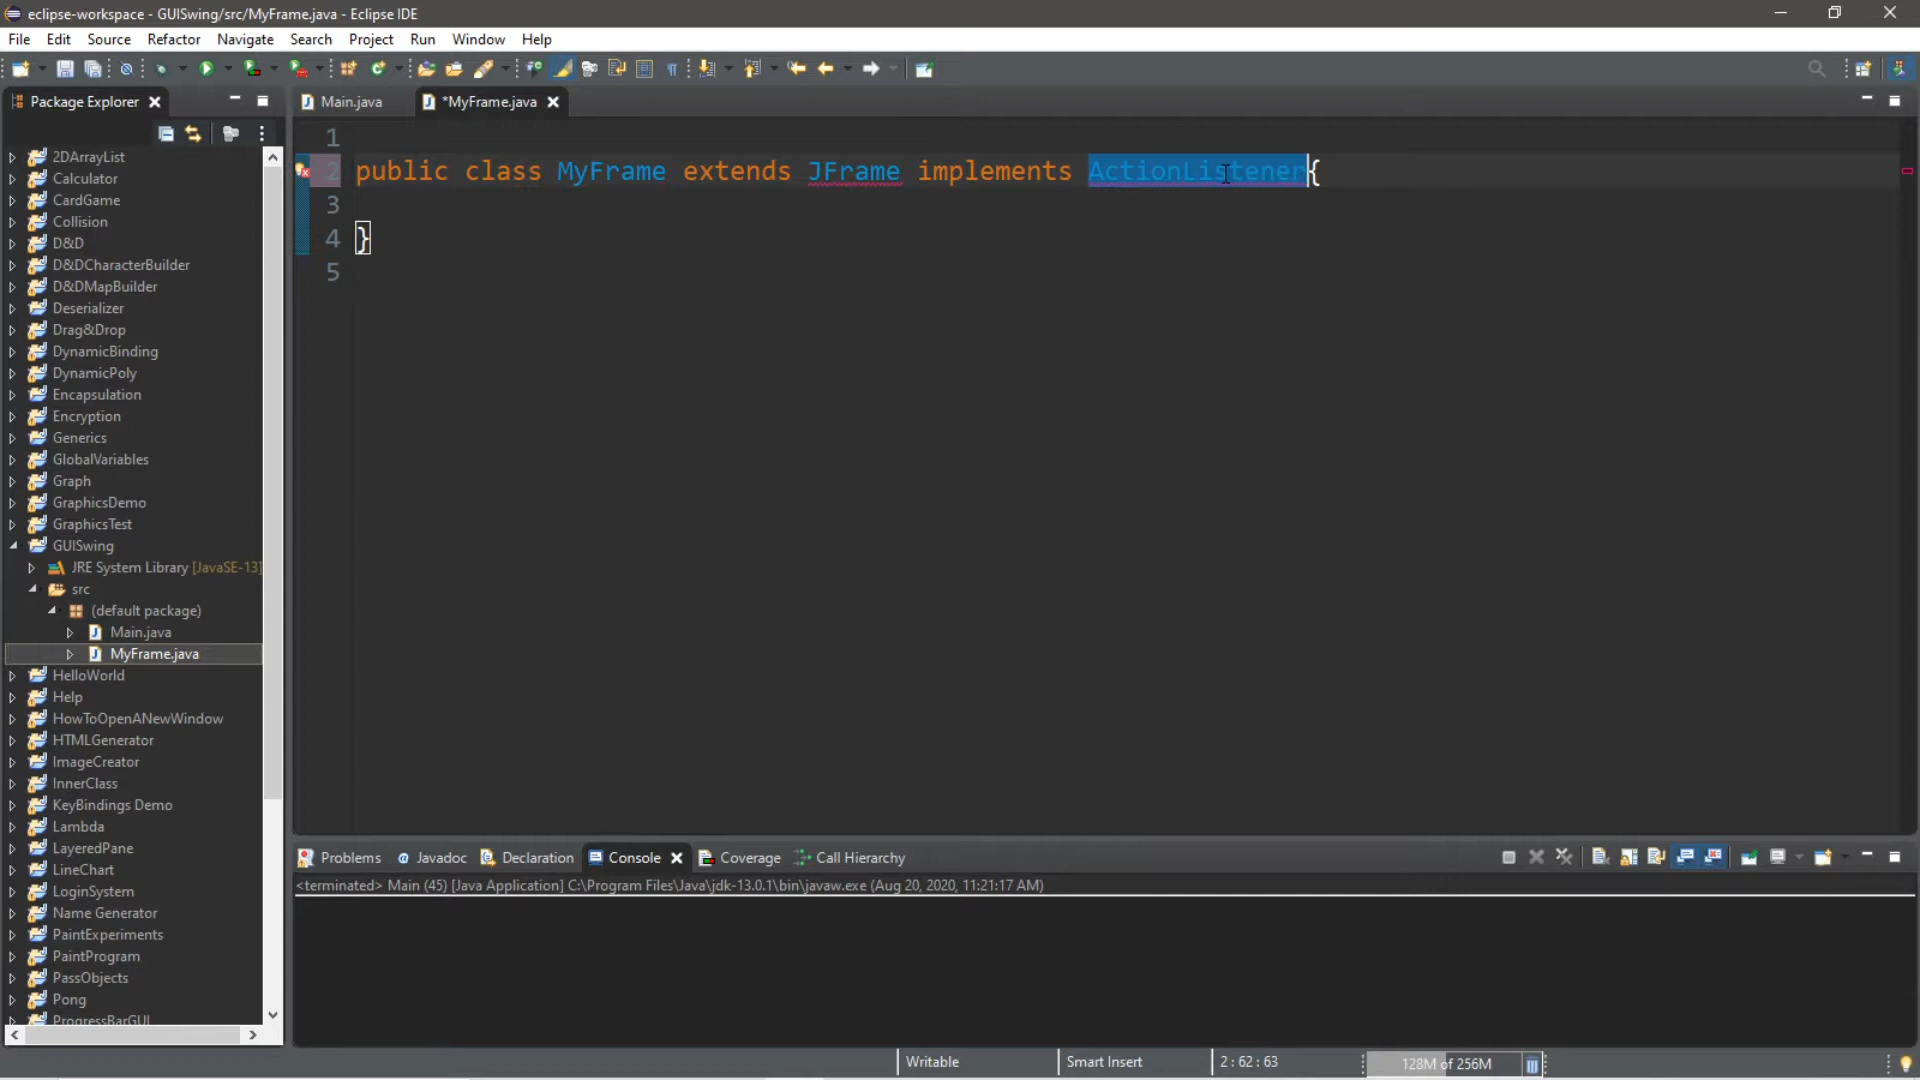 eclipse-workspace - GUISwing/src/MyFrame.java - Eclipse IDE
File Edit Source Refactor Navigate Search Project Run Window Help
Package Explorer
Main.java *MyFrame.java
2DArrayList
Calculator
CardGame
Collision
D&D
D&DCharacterBuilder
D&DMapBuilder
Deserializer
Drag&Drop
DynamicBinding
DynamicPoly
Encapsulation
Encryption
Generics
GlobalVariables
Graph
GraphicsDemo
GraphicsTest
GUISwing
JRE System Library [JavaSE-13]
src
(default package)
Main.java
MyFrame.java
HelloWorld
Help
HowToOpenANewWindow
HTMLGenerator
ImageCreator
InnerClass
KeyBindings Demo
Lambda
LayeredPane
LineChart
LoginSystem
Name Generator
PaintExperiments
PaintProgram
PassObjects
Pong
ProgressBarGUI
1
2 public class MyFrame extends JFrame implements ActionListener{
3
4 }
5
Problems Javadoc Declaration Console Coverage Call Hierarchy
<terminated> Main (45) [Java Application] C:\Program Files\Java\jdk-13.0.1\bin\javaw.exe (Aug 20, 2020, 11:21:17 AM)
Writable Smart Insert 2 : 62 : 63 128M of 256M